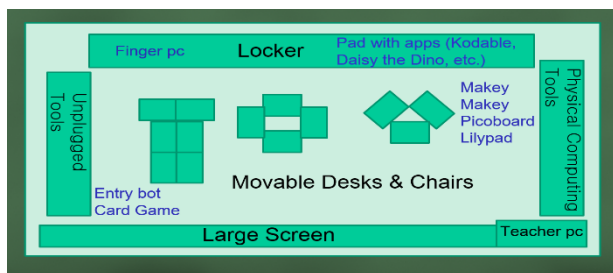 Finger pc
Locker
Pad with apps (Kodable,
Daisy the Dino, etc.)
Unplugged
Tools
Physical Computing
Tools
Makey
Makey
Picoboard
Lilypad
Movable Desks & Chairs
Entry bot
Card Game
Large Screen
Teacher pc